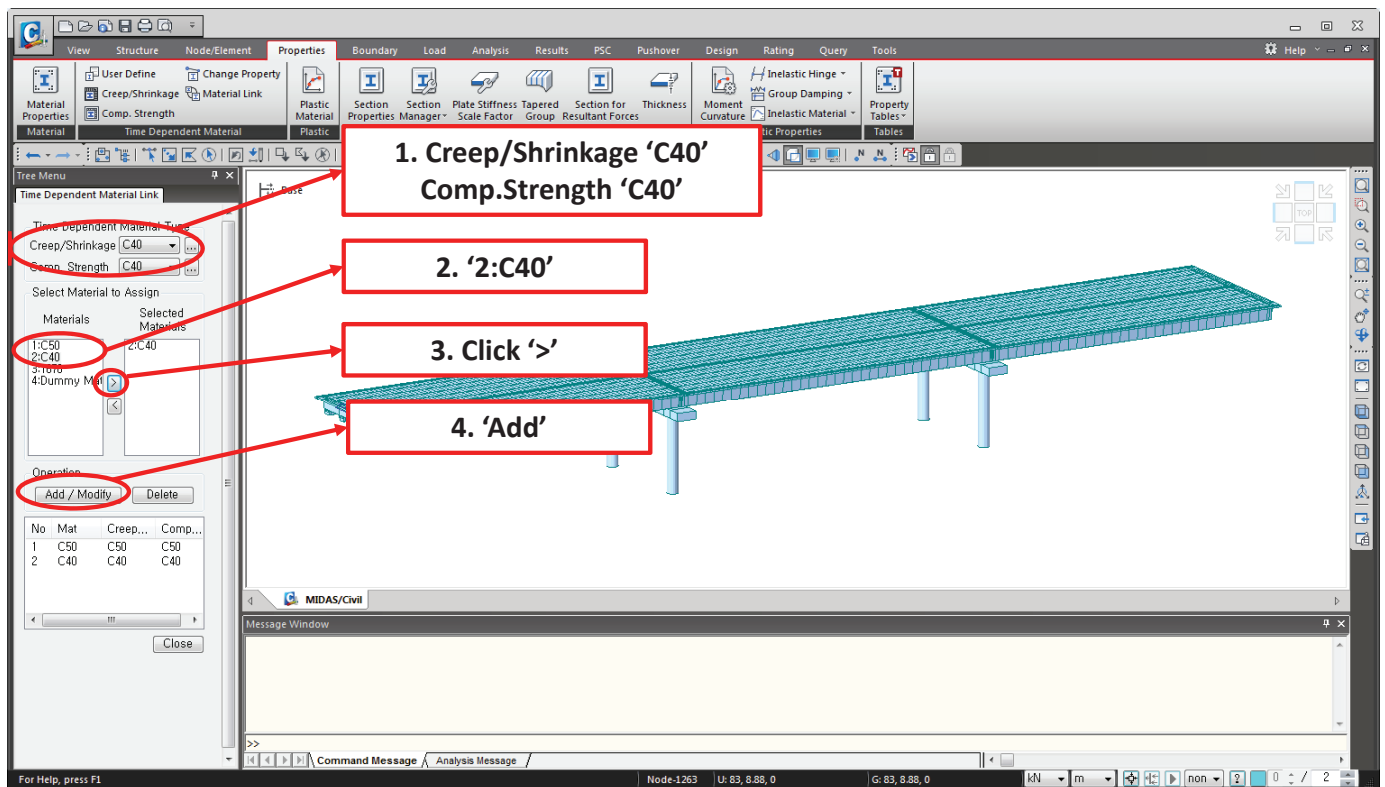 View Structure Node/Element Properties Boundary Load Analysis Results PSC Pushover Design Rating Query Tools Help
User Define
Creep/Shrinkage
Comp. Strength
Change Property
Material Link
Material
Properties
Plastic
Material
Section
Properties
Section
Manager
Plate Stiffness
Scale Factor
Tapered
Group
Section for
Resultant Forces
Thickness
Moment
Curvature
Inelastic Hinge
Group Damping
Inelastic Material
Property
Tables
Material Time Dependent Material Plastic tic Properties Tables
1. Creep/Shrinkage ‘C40’
Comp.Strength ‘C40’
Tree Menu
Time Dependent Material Link
Base
TOP
Time Dependent Material Type
Creep/Shrinkage C40 ...
Comp. Strength C40 ...
2. ‘2:C40’
Select Material to Assign
Materials
Selected
Materials
1:C50
2:C40
3:1870
4:Dummy Mat
2:C40
>
<
3. Click ‘>’
4. ‘Add’
Operation
Add / Modify Delete
No Mat Creep,.. Comp,..
1 C50 C50 C50
2 C40 C40 C40
Close
MIDAS/Civil
Message Window
>>
Command Message Analysis Message
For Help, press F1 Node-1263 U: 83, 8.88, 0 G: 83, 8.88, 0 kN m non ? 0 / 2